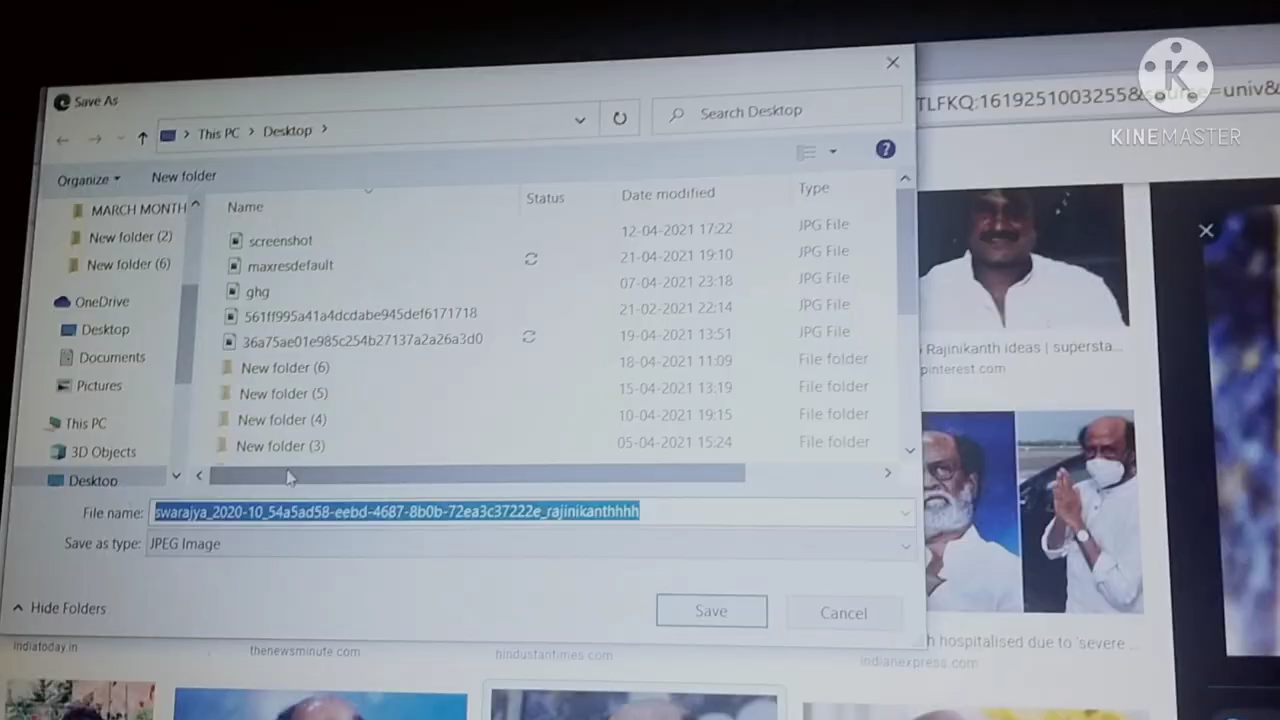 Save As
TLFKQ:1619251003255&source=univ&
KINEMASTER
This PC > Desktop >
Search Desktop
Organize
New folder
Name
Status
Date modified
Type
MARCH MONTH
New folder (2)
New folder (6)
OneDrive
Desktop
Documents
Pictures
This PC
3D Objects
Desktop
screenshot 12-04-2021 17:22 JPG File
maxresdefault 21-04-2021 19:10 JPG File
ghg 07-04-2021 23:18 JPG File
561ff995a41a4dcdabe945def6171718 21-02-2021 22:14 JPG File
36a75ae01e985c254b27137a2a26a3d0 19-04-2021 13:51 JPG File
New folder (6) 18-04-2021 11:09 File folder
New folder (5) 15-04-2021 13:19 File folder
New folder (4) 10-04-2021 19:15 File folder
New folder (3) 05-04-2021 15:24 File folder
File name: swarajya_2020-10_54a5ad58-eebd-4687-8b0b-72ea3c37222e_rajinikanthhhh
Save as type: JPEG Image
Hide Folders
Save
Cancel
Rajinikanth ideas | supersta...
pinterest.com
hospitalised due to 'severe ...
indianexpress.com
indiatoday.in
thenewsminute.com
hindustantimes.com